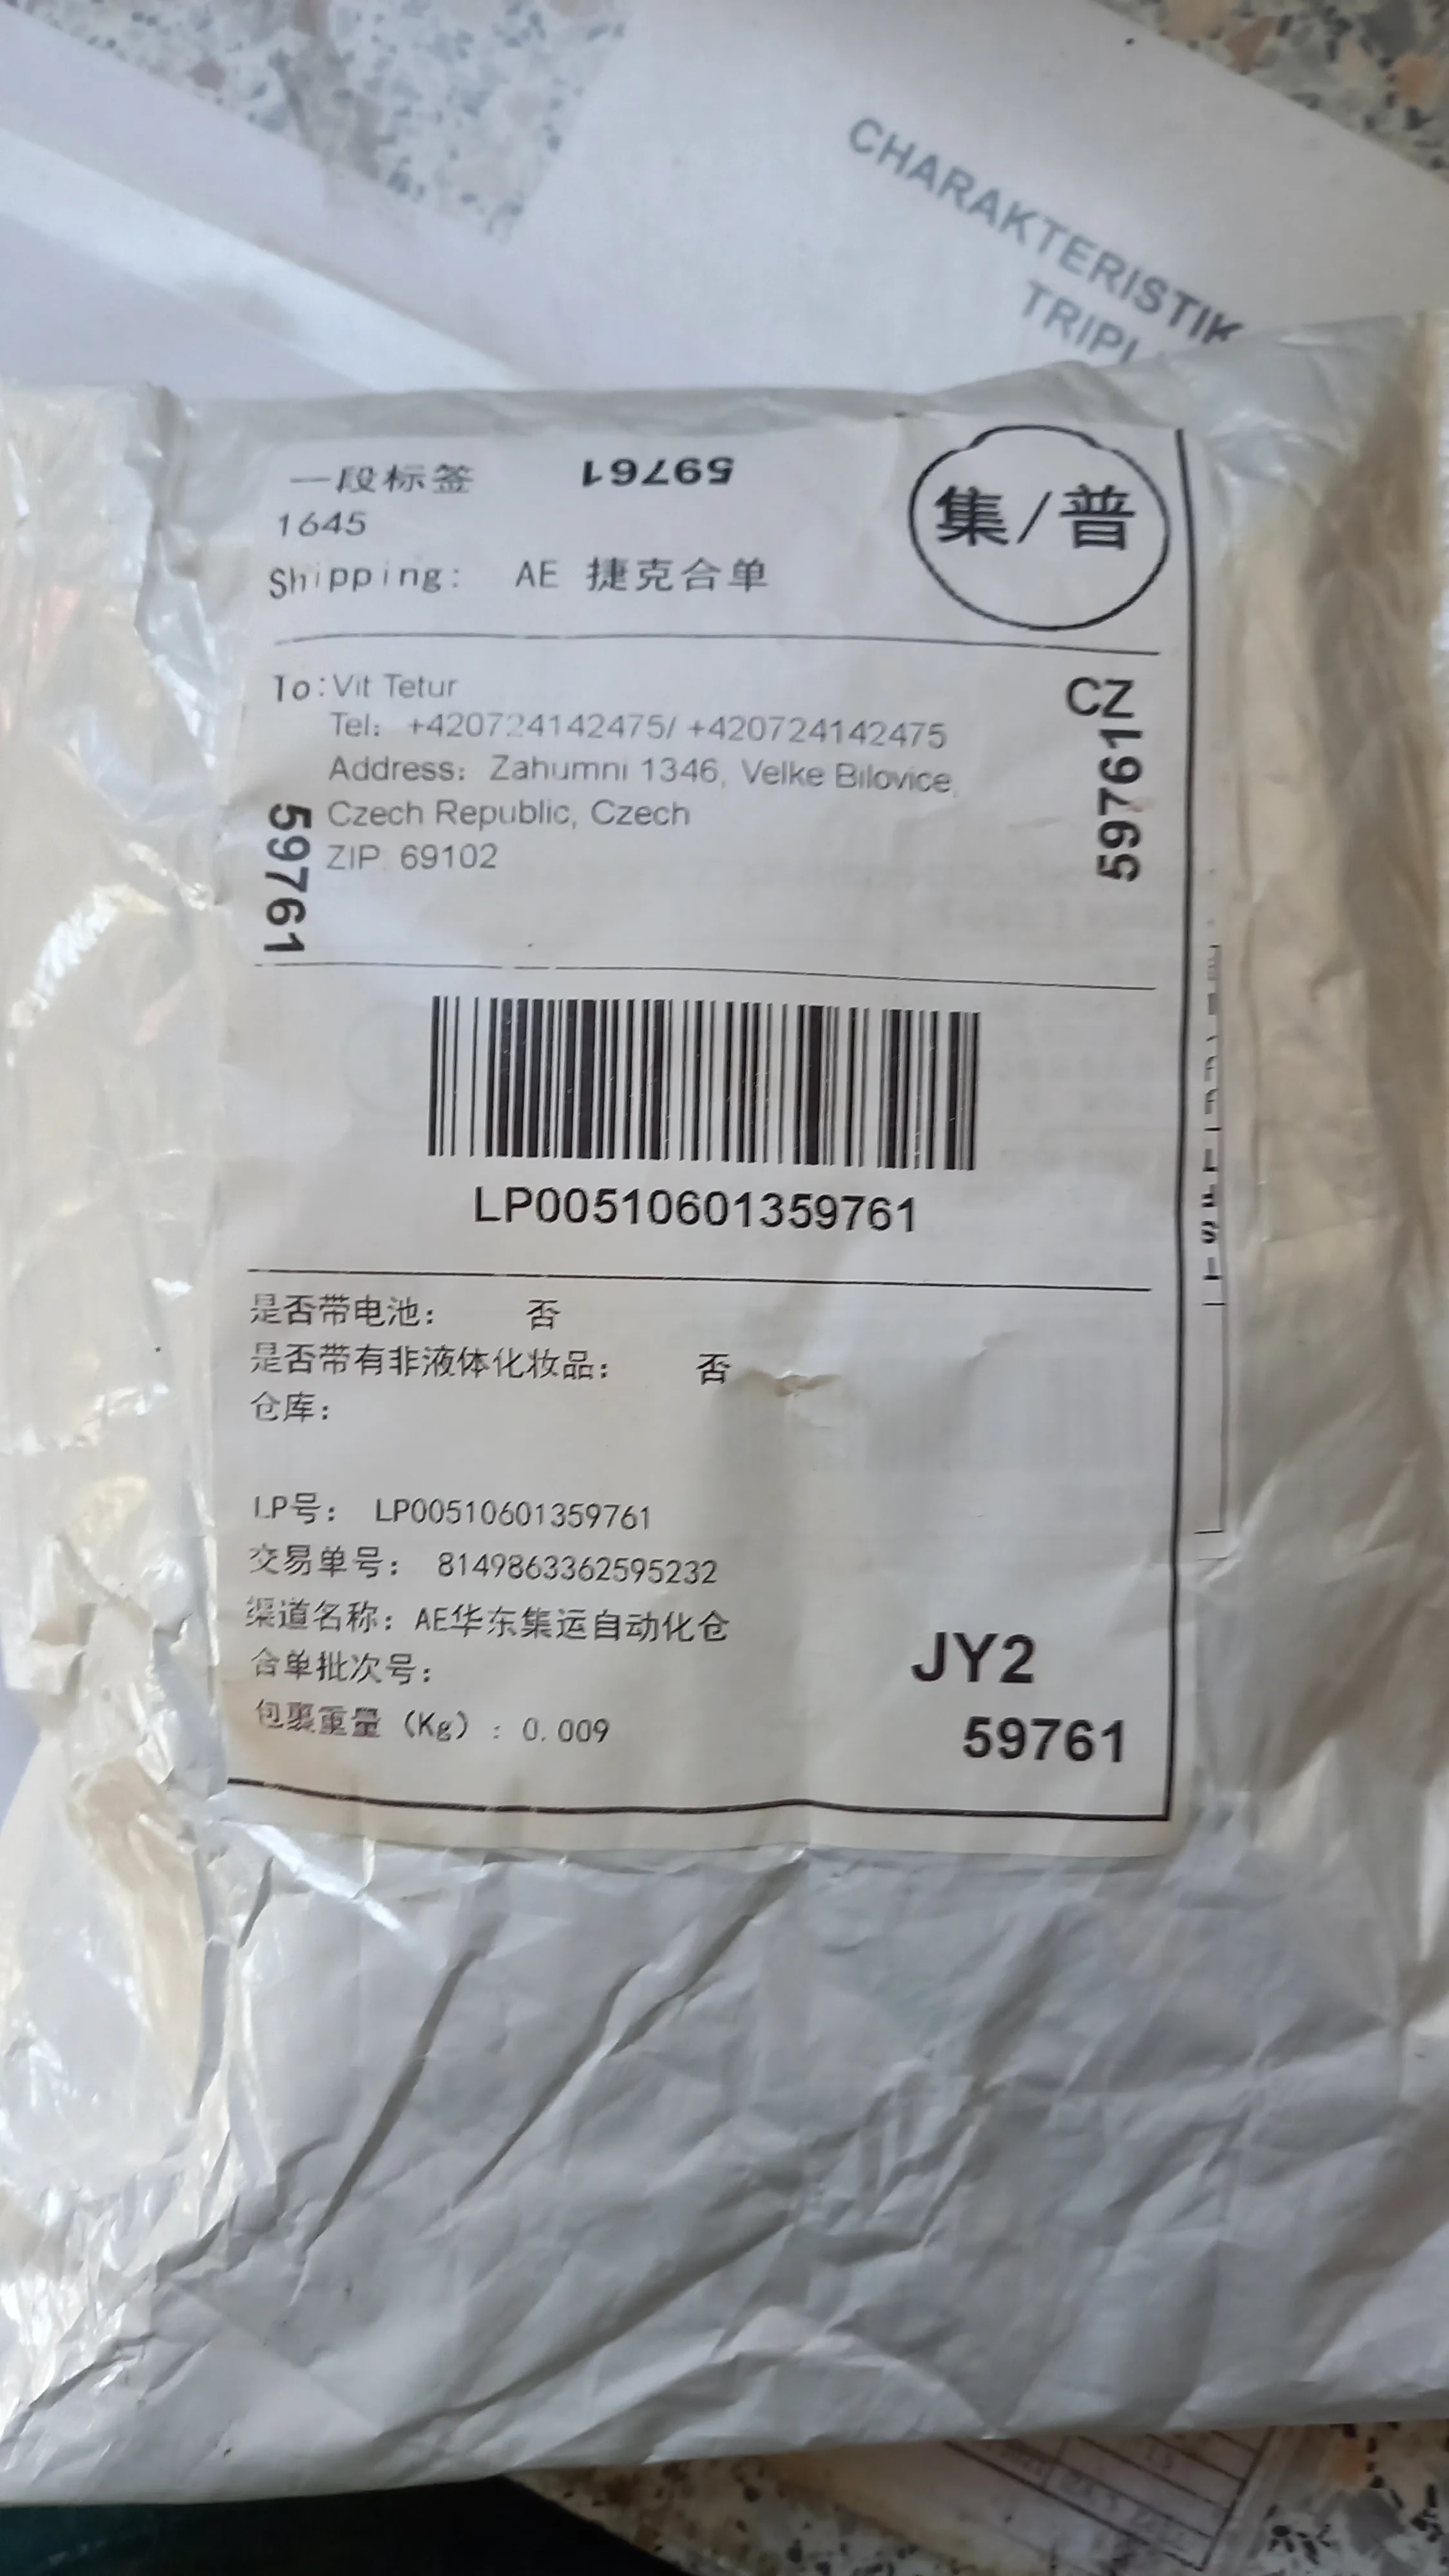 CHARAKTERISTIK
TRIPL
一段标签 59761
集/普
1645
Shipping: AE 捷克合单
To: Vit Tetur
Tel: +420724142475/ +420724142475
Address: Zahumni 1346, Velke Bilovice,
Czech Republic, Czech
ZIP: 69102
59761
CZ
59761
LP00510601359761
是否带电池： 否
是否带有非液体化妆品： 否
仓库：
LP号： LP00510601359761
交易单号： 8149863362595232
渠道名称： AE华东集运自动化仓
合单批次号：
包裹重量（Kg）: 0.009
JY2
59761